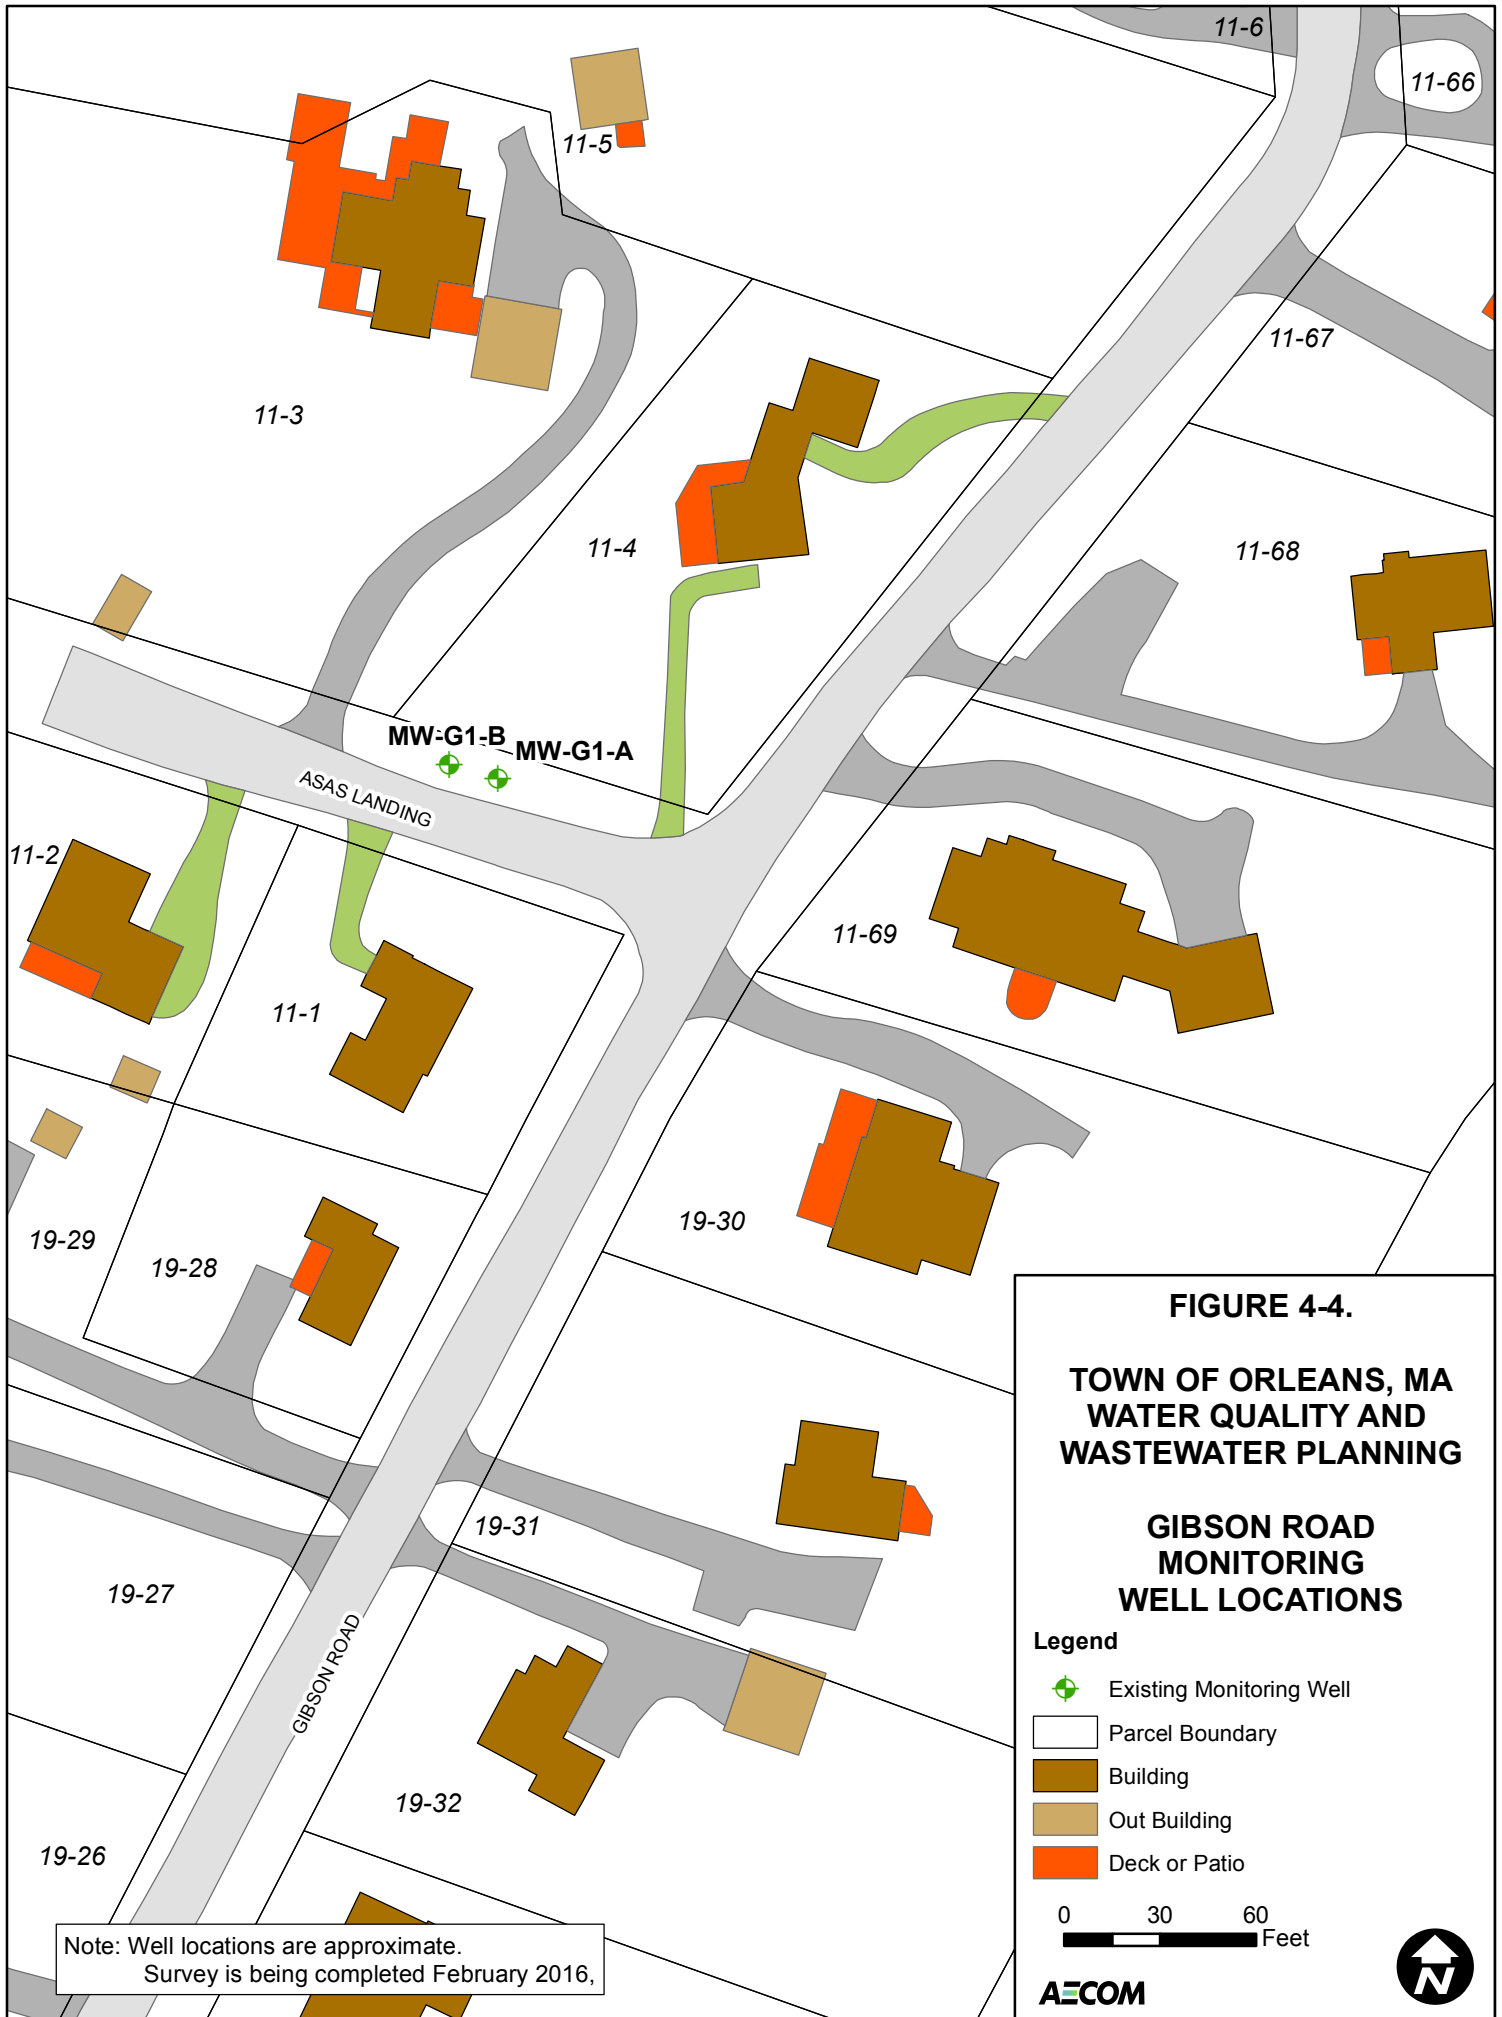 11-6
11-66
11-5
11-67
11-3
11-4
11-68
MW-G1-B
MW-G1-A
ASAS LANDING
11-2
11-69
11-1
19-30
19-29
19-28
19-31
19-27
GIBSON ROAD
19-32
19-26
Note: Well locations are approximate.
Survey is being completed February 2016,
FIGURE 4-4.
TOWN OF ORLEANS, MA
WATER QUALITY AND
WASTEWATER PLANNING
GIBSON ROAD
MONITORING
WELL LOCATIONS
Legend
Existing Monitoring Well
Parcel Boundary
Building
Out Building
Deck or Patio
0 30 60
Feet
AECOM
N